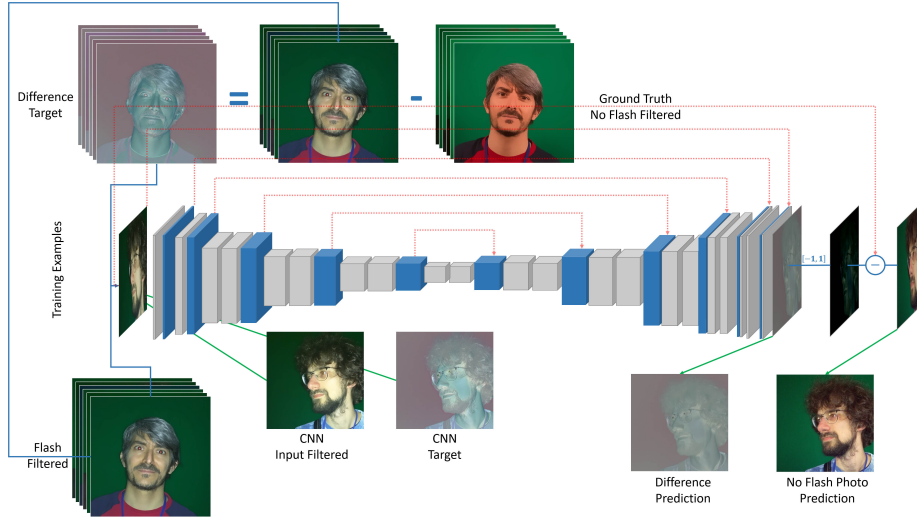 Difference
Target
=
-
Ground Truth
No Flash Filtered
Training Examples
[−1, 1]
−
CNN
Input Filtered
CNN
Target
Flash
Filtered
Difference
Prediction
No Flash Photo
Prediction